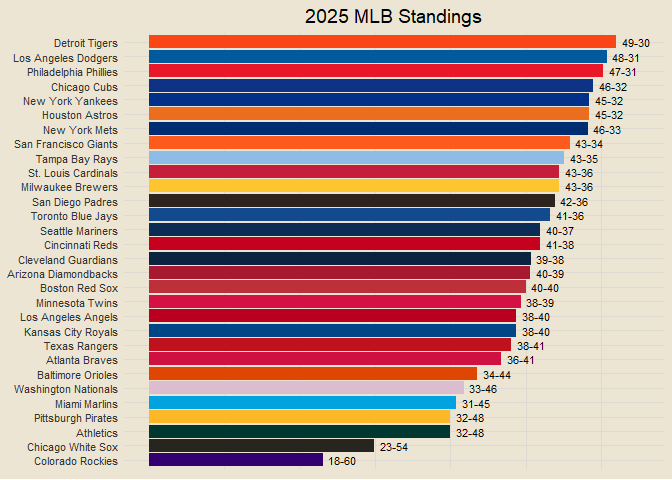 2025 MLB Standings
Detroit Tigers 49-30
Los Angeles Dodgers 48-31
Philadelphia Phillies 47-31
Chicago Cubs 46-32
New York Yankees 45-32
Houston Astros 45-32
New York Mets 46-33
San Francisco Giants 43-34
Tampa Bay Rays 43-35
St. Louis Cardinals 43-36
Milwaukee Brewers 43-36
San Diego Padres 42-36
Toronto Blue Jays 41-36
Seattle Mariners 40-37
Cincinnati Reds 41-38
Cleveland Guardians 39-38
Arizona Diamondbacks 40-39
Boston Red Sox 40-40
Minnesota Twins 38-39
Los Angeles Angels 38-40
Kansas City Royals 38-40
Texas Rangers 38-41
Atlanta Braves 36-41
Baltimore Orioles 34-44
Washington Nationals 33-46
Miami Marlins 31-45
Pittsburgh Pirates 32-48
Athletics 32-48
Chicago White Sox 23-54
Colorado Rockies 18-60